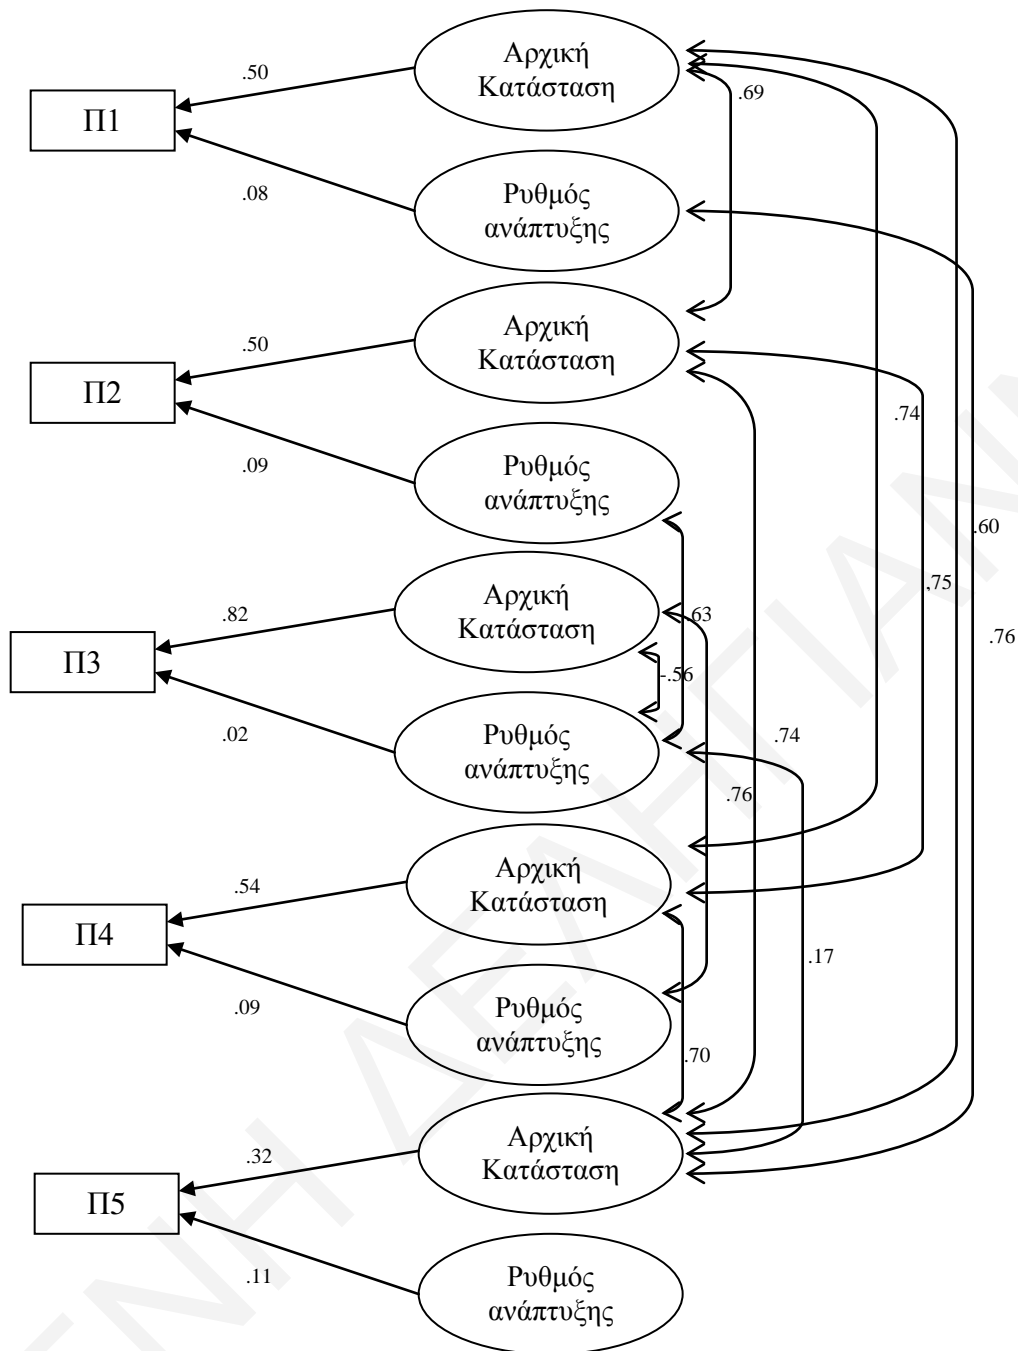 Αρχική
Κατάσταση
.50
.69
Π1
.08
Ρυθμός
ανάπτυξης
Αρχική
Κατάσταση
.50
Π2
.74
.09
Ρυθμός
ανάπτυξης
.60
Αρχική
Κατάσταση
.82
.63
.75
.76
Π3
-.56
.02
Ρυθμός
ανάπτυξης
.74
.76
Αρχική
Κατάσταση
.54
Π4
.17
.09
Ρυθμός
ανάπτυξης
.70
Αρχική
Κατάσταση
.32
Π5
.11
Ρυθμός
ανάπτυξης